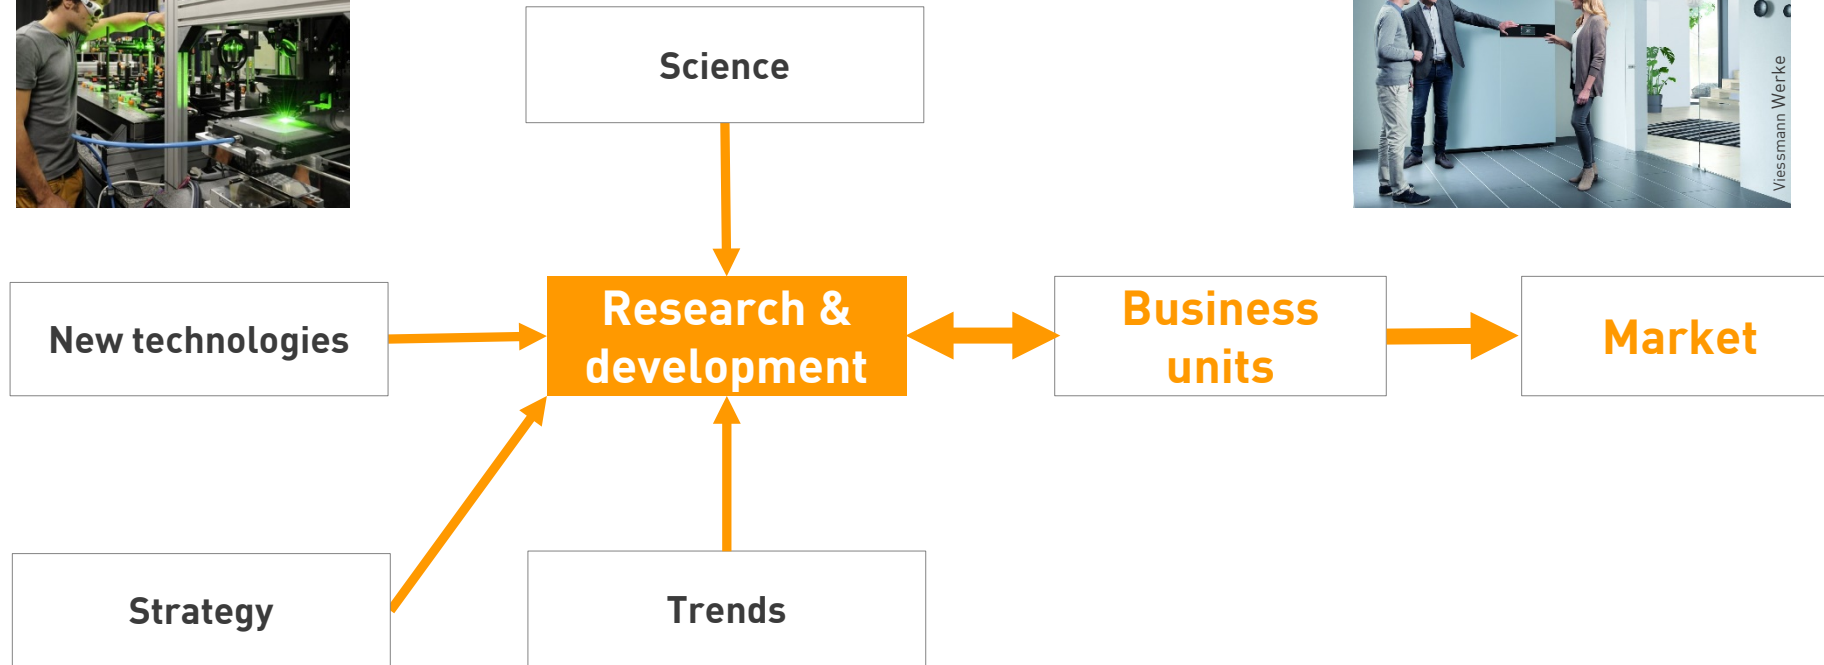 Science
Viessmann Werke
New technologies
Research &
development
Business
units
Market
Strategy
Trends